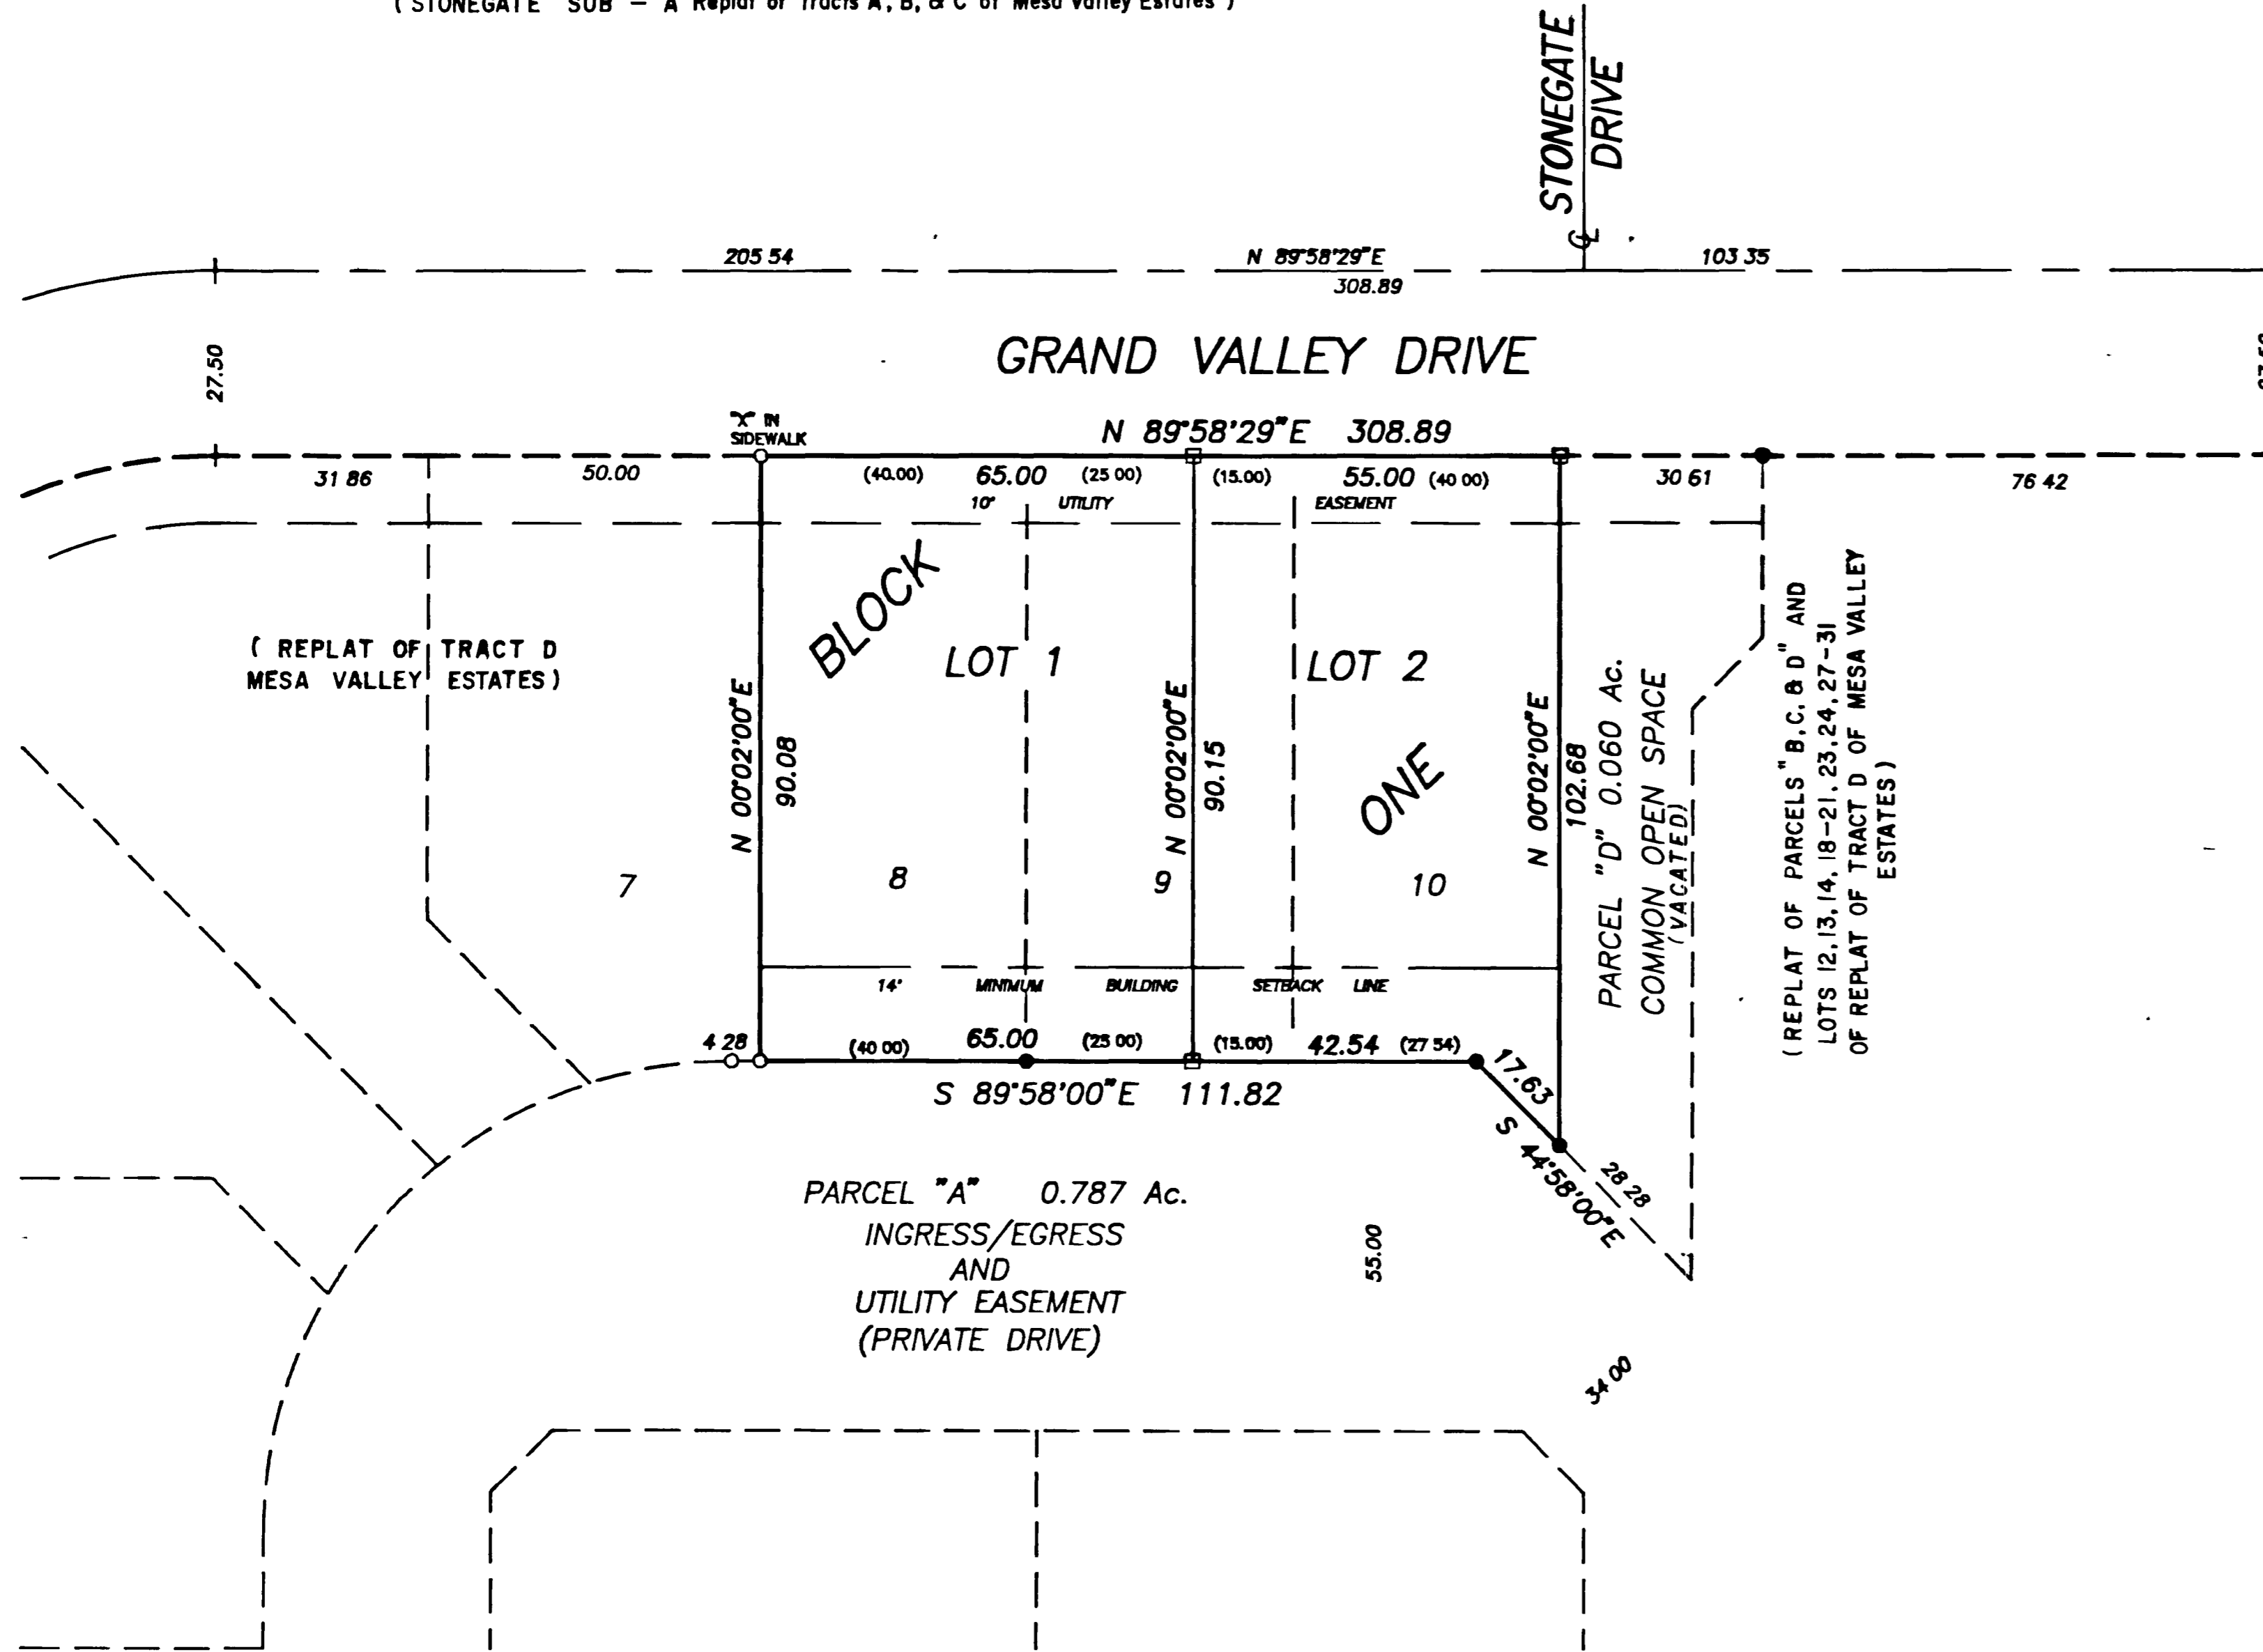 ( STONEGATE SUB – A Replat of Tracts A, B, & C of Mesa Valley Estates )
STONEGATE
DRIVE
℄
205 54
N 89°58'29"E
308.89
103 35
27.50
GRAND VALLEY DRIVE
"X" IN
SIDEWALK
N 89°58'29"E 308.89
31 86
50.00
(40.00)
65.00
(25 00)
(15.00)
55.00
(40 00)
30 61
76 42
10'
UTILITY
EASEMENT
BLOCK
ONE
( REPLAT OF TRACT D
MESA VALLEY ESTATES )
LOT 1
LOT 2
N 00°02'00"E
90.08
N 00°02'00"E
90.15
N 00°02'00"E
102.68
PARCEL "D" 0.060 Ac.
COMMON OPEN SPACE
(VACATED)
(REPLAT OF PARCELS "B, C, & D" AND
LOTS 12, 13, 14, 18-21, 23, 24, 27-31
OF REPLAT OF TRACT D OF MESA VALLEY
ESTATES )
7
8
9
10
14'
MINIMUM
BUILDING
SETBACK
LINE
4 28
(40 00)
65.00
(25 00)
(15.00)
42.54
(27 54)
17.63
S 89°58'00"E 111.82
S 44°58'00"E
28 28
PARCEL "A" 0.787 Ac.
INGRESS/EGRESS
AND
UTILITY EASEMENT
(PRIVATE DRIVE)
55.00
34 00